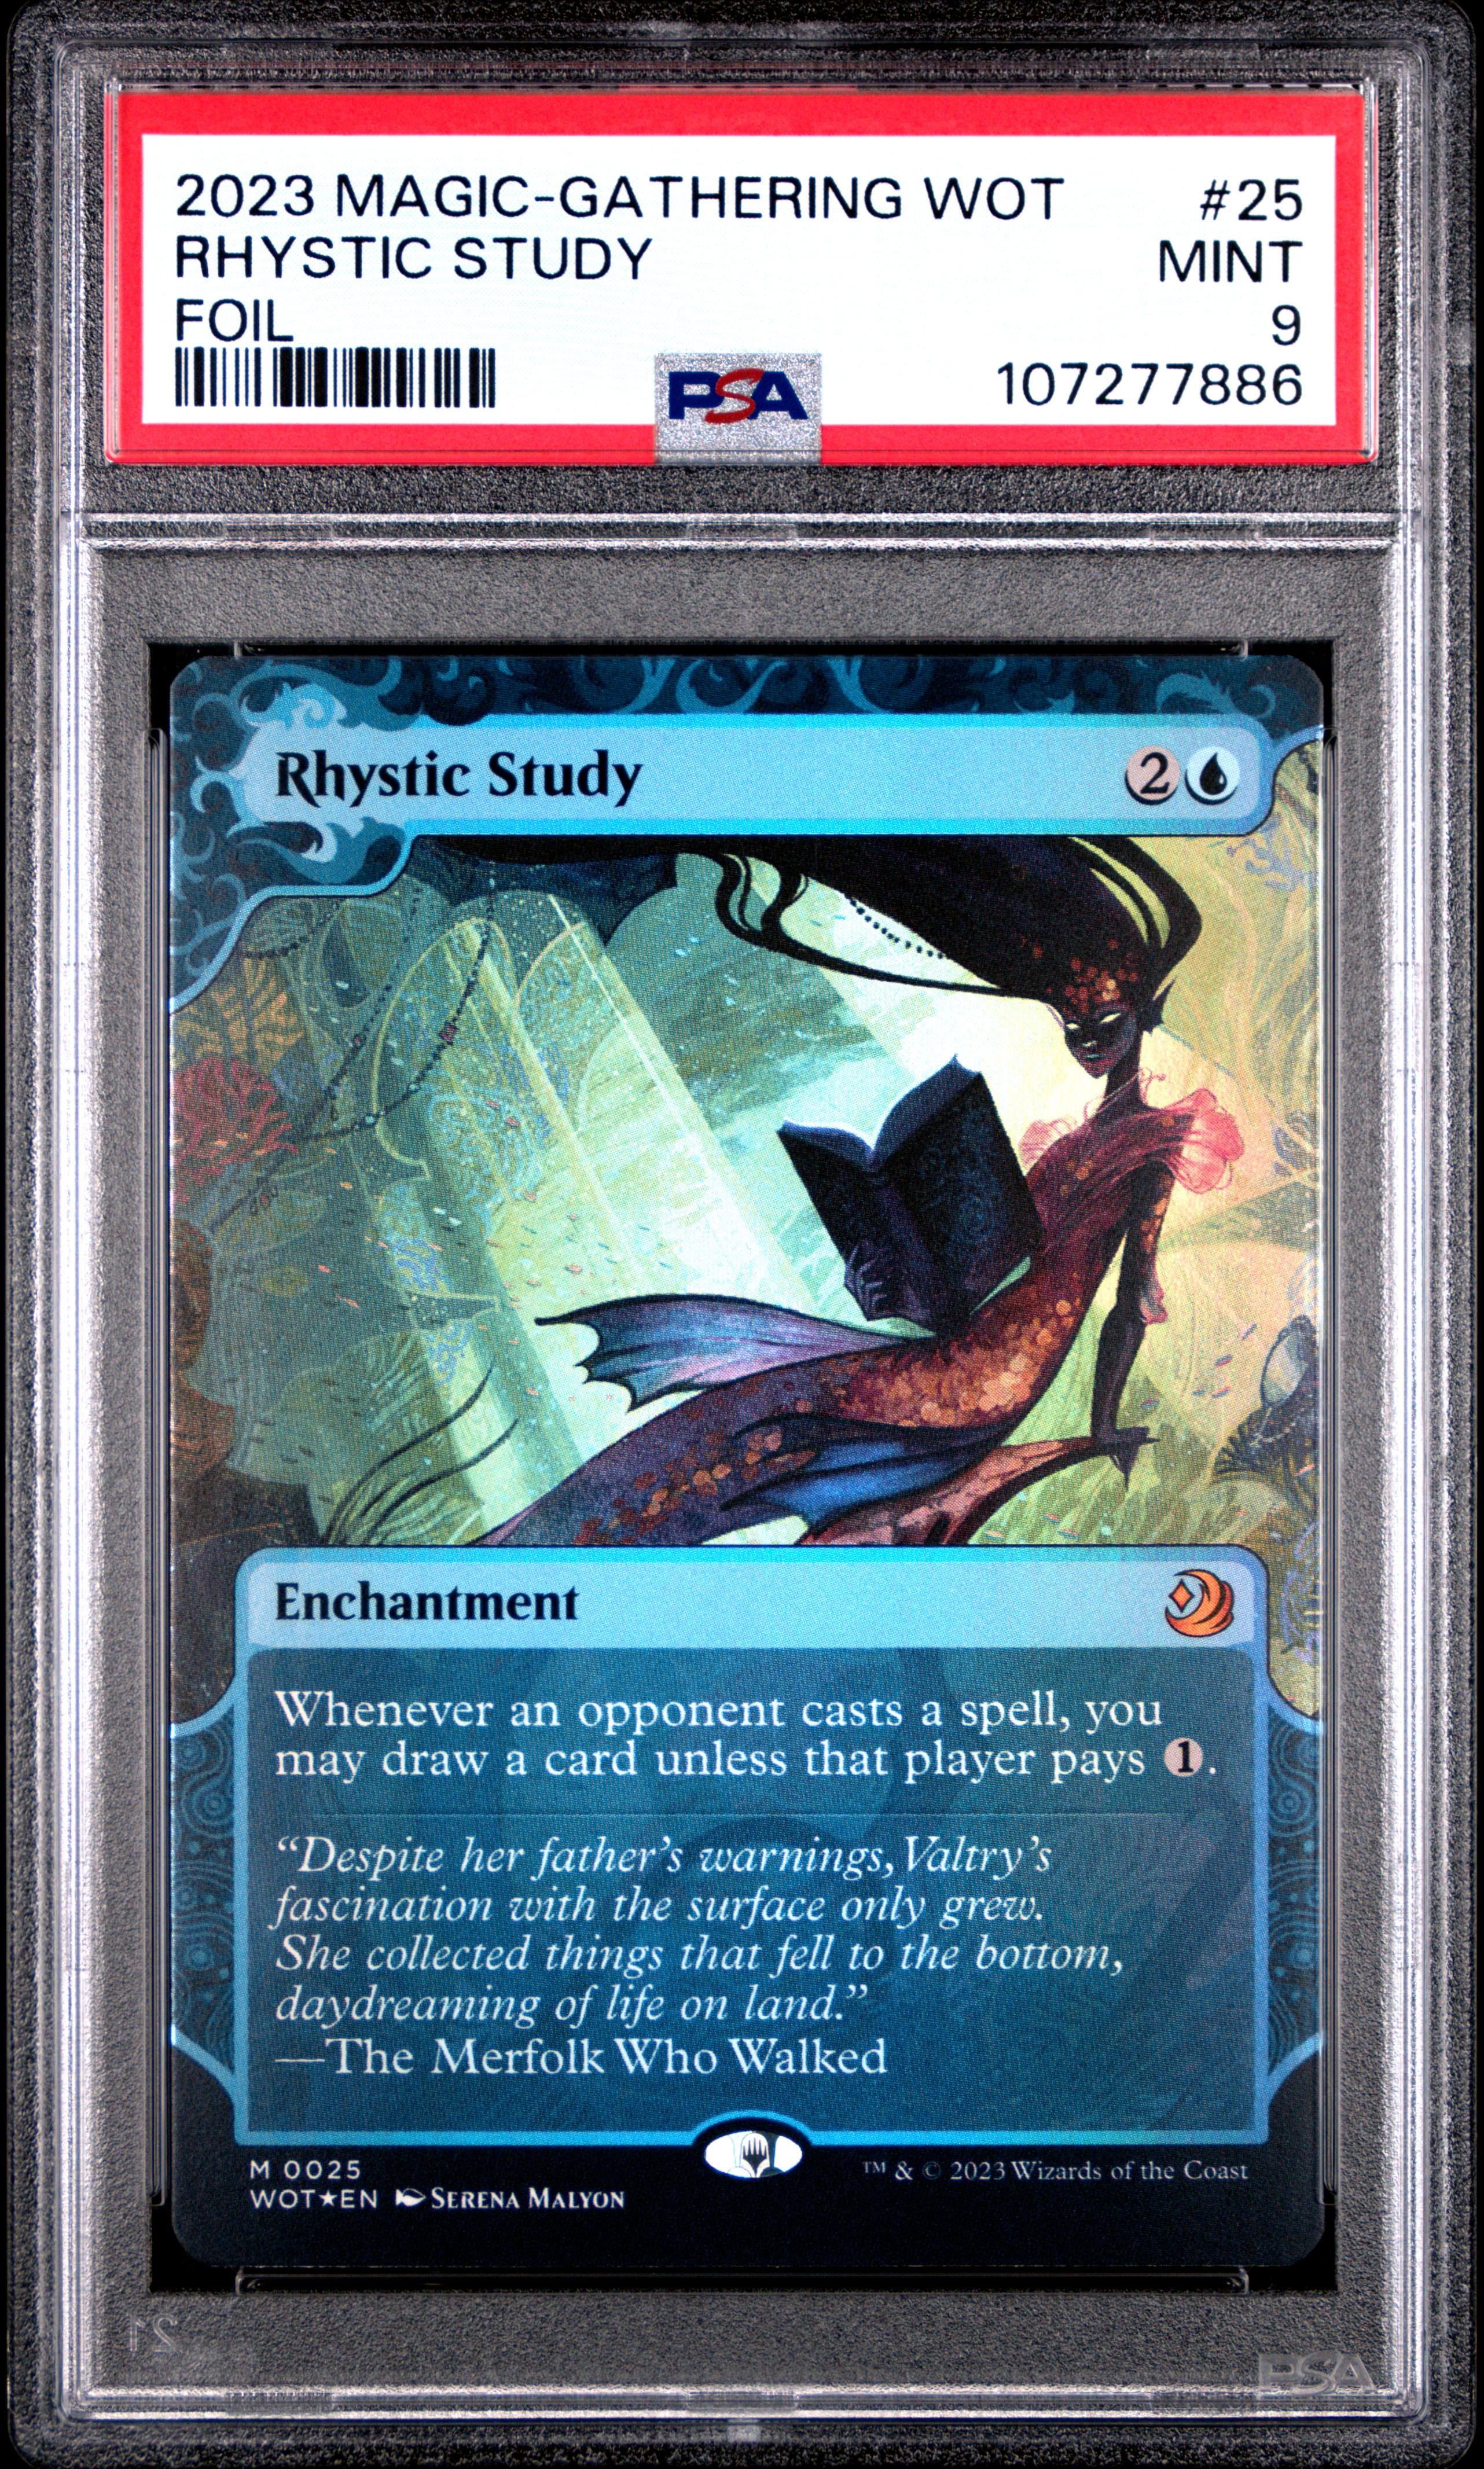 2023 MAGIC-GATHERING WOT #25
RHYSTIC STUDY MINT
FOIL 9
PSA 107277886
Rhystic Study 2
Enchantment
Whenever an opponent casts a spell, you
may draw a card unless that player pays 1.
“Despite her father’s warnings, Valtry’s
fascination with the surface only grew.
She collected things that fell to the bottom,
daydreaming of life on land.”
—The Merfolk Who Walked
M 0025 ™ & © 2023 Wizards of the Coast
WOT★EN SERENA MALYON
21
PSA